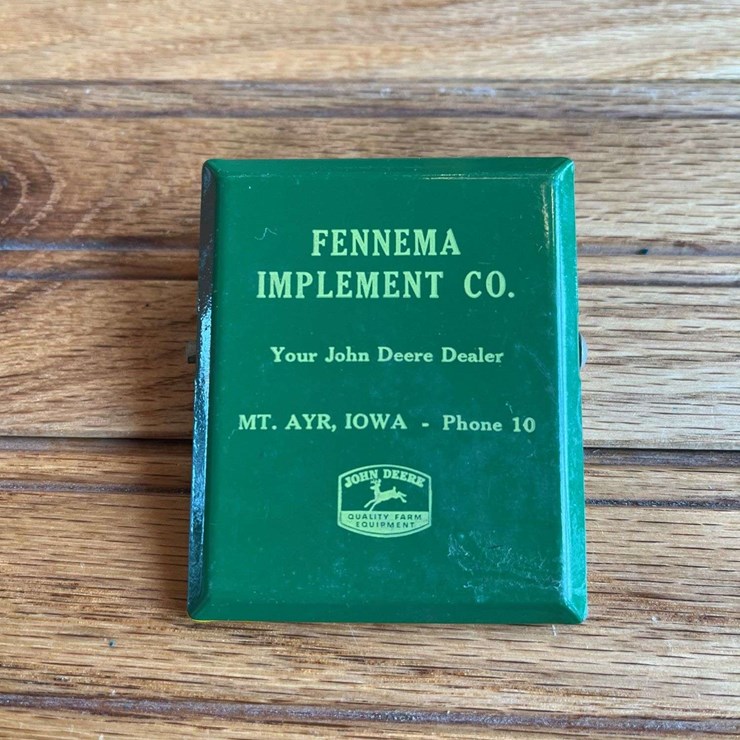 FENNEMA
IMPLEMENT CO.
Your John Deere Dealer
MT. AYR, IOWA - Phone 10
JOHN DEERE
QUALITY FARM
EQUIPMENT